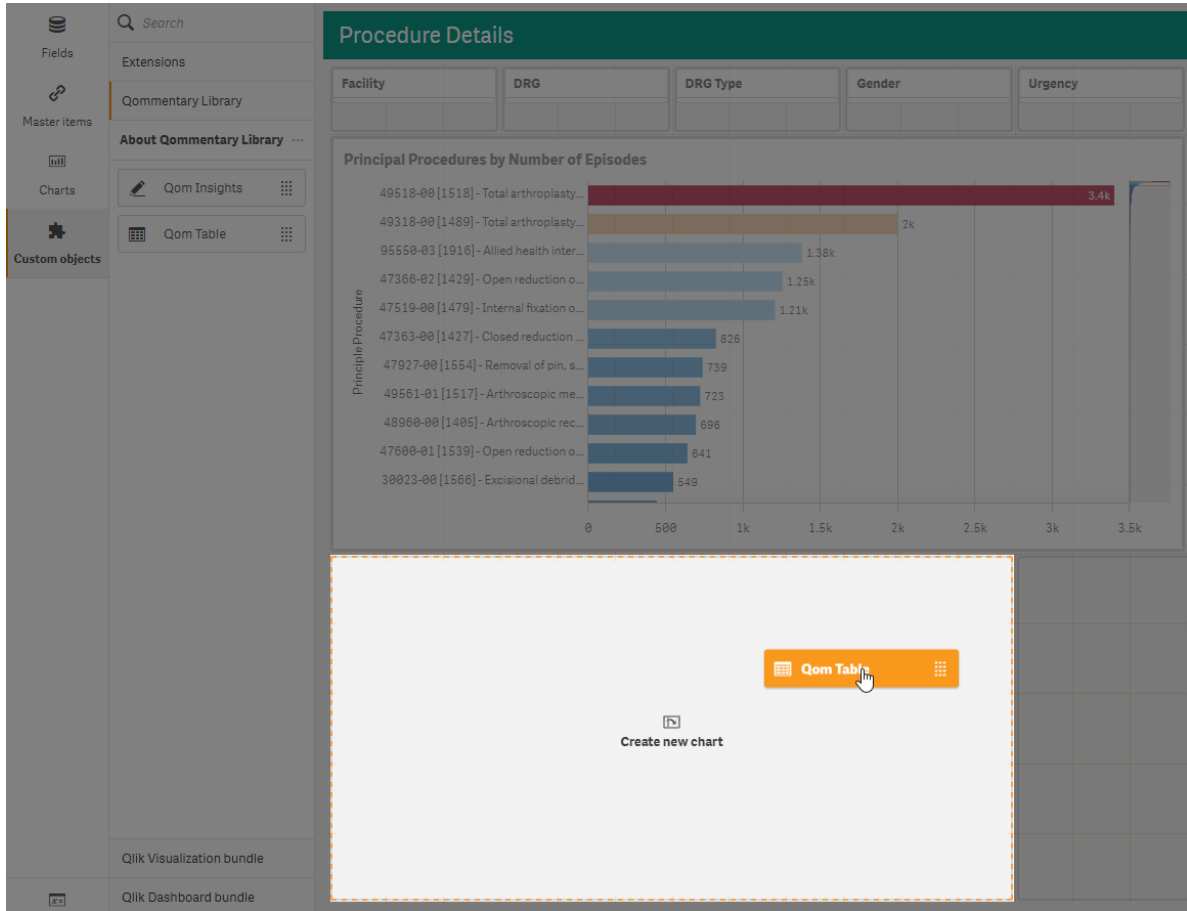 Fields
Master items
Charts
Custom objects
Search
Extensions
Qommentary Library
About Qommentary Library ...
Qom Insights
Qom Table
Qlik Visualization bundle
Qlik Dashboard bundle
x=
Procedure Details
Facility
DRG
DRG Type
Gender
Urgency
Principal Procedures by Number of Episodes
Principle Procedure
49518-00 [1518] - Total arthroplasty... 3.4k
49318-00 [1489] - Total arthroplasty... 2k
95550-03 [1916] - Allied health inter... 1.38k
47366-02 [1429] - Open reduction o... 1.25k
47519-00 [1479] - Internal fixation o... 1.21k
47363-00 [1427] - Closed reduction ... 826
47927-00 [1554] - Removal of pin, s... 739
49561-01 [1517] - Arthroscopic me... 723
48960-00 [1405] - Arthroscopic rec... 696
47600-01 [1539] - Open reduction o... 641
30023-00 [1566] - Excisional debrid... 549
0 500 1k 1.5k 2k 2.5k 3k 3.5k
Qom Table
Create new chart